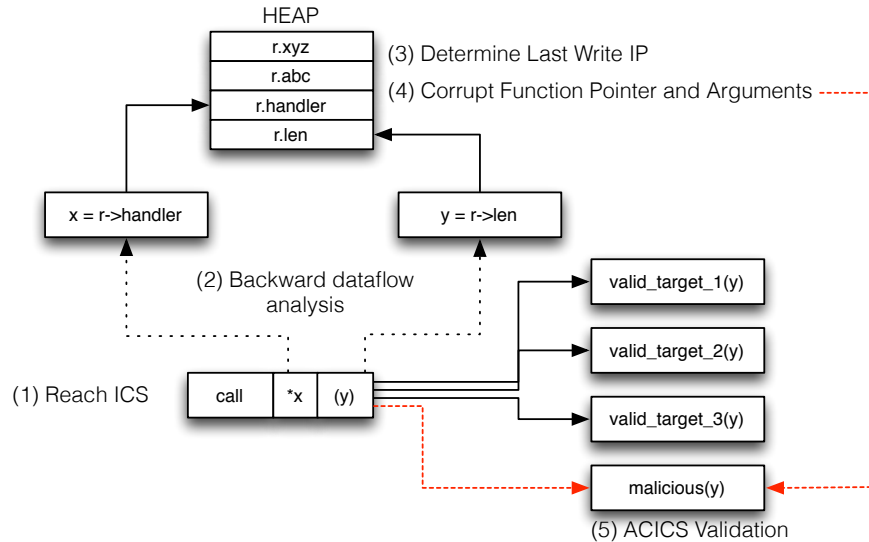 HEAP
r.xyz
r.abc
r.handler
r.len
(3) Determine Last Write IP
(4) Corrupt Function Pointer and Arguments
x = r->handler
y = r->len
(2) Backward dataflow
analysis
(1) Reach ICS
call
*x
(y)
valid_target_1(y)
valid_target_2(y)
valid_target_3(y)
malicious(y)
(5) ACICS Validation